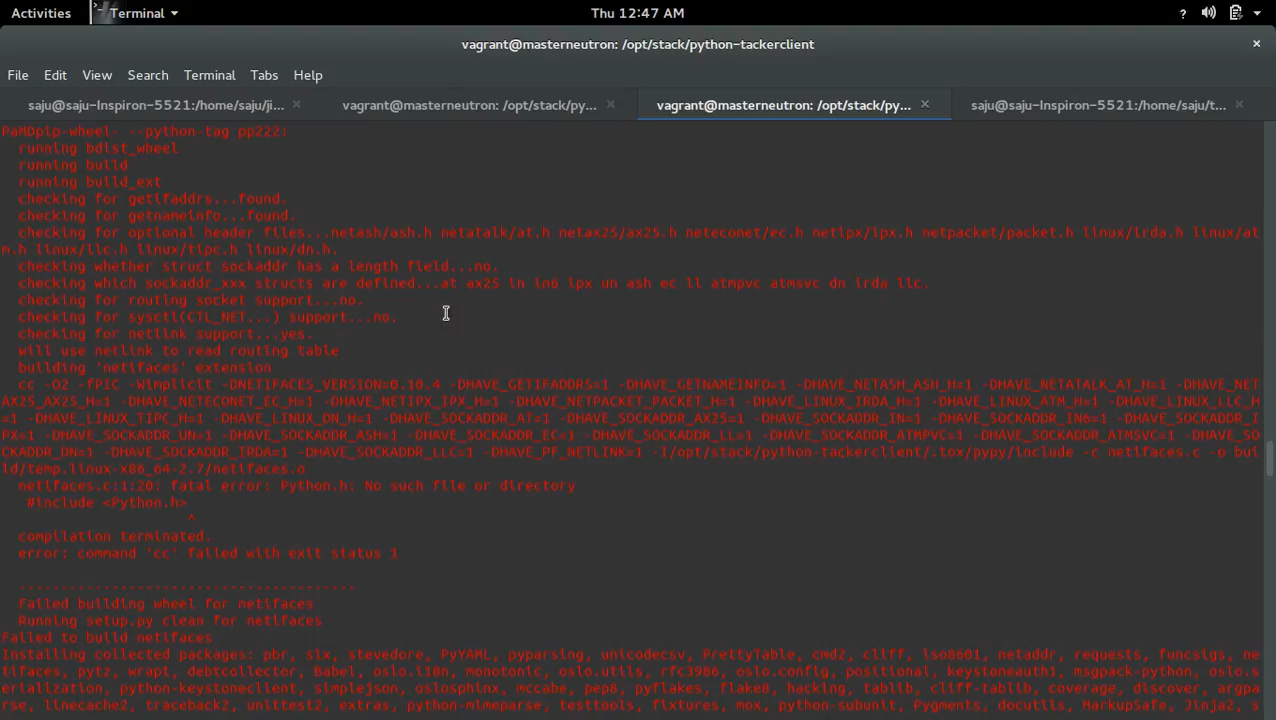 Activities
Terminal
Thu 12:47 AM
?
vagrant@masterneutron: /opt/stack/python-tackerclient
×
File Edit View Search Terminal Tabs Help
saju@saju-Inspiron-5521:/home/saju/ji... ×
vagrant@masterneutron: /opt/stack/py... ×
vagrant@masterneutron: /opt/stack/py... ×
saju@saju-Inspiron-5521:/home/saju/t... ×
PaMDpip-wheel- --python-tag pp222:
running bdist_wheel
running build
running build_ext
checking for getifaddrs...found.
checking for getnameinfo...found.
checking for optional header files...netash/ash.h netatalk/at.h netax25/ax25.h neteconet/ec.h netipx/ipx.h netpacket/packet.h linux/irda.h linux/at
m.h linux/llc.h linux/tipc.h linux/dn.h.
checking whether struct sockaddr has a length field...no.
checking which sockaddr_xxx structs are defined...at ax25 in in6 ipx un ash ec ll atmpvc atmsvc dn irda llc.
checking for routing socket support...no.
checking for sysctl(CTL_NET...) support...no.
checking for netlink support...yes.
will use netlink to read routing table
building 'netifaces' extension
cc -O2 -fPIC -Wimplicit -DNETIFACES_VERSION=0.10.4 -DHAVE_GETIFADDRS=1 -DHAVE_GETNAMEINFO=1 -DHAVE_NETASH_ASH_H=1 -DHAVE_NETATALK_AT_H=1 -DHAVE_NET
AX25_AX25_H=1 -DHAVE_NETECONET_EC_H=1 -DHAVE_NETIPX_IPX_H=1 -DHAVE_NETPACKET_PACKET_H=1 -DHAVE_LINUX_IRDA_H=1 -DHAVE_LINUX_ATM_H=1 -DHAVE_LINUX_LLC_H
=1 -DHAVE_LINUX_TIPC_H=1 -DHAVE_LINUX_DN_H=1 -DHAVE_SOCKADDR_AT=1 -DHAVE_SOCKADDR_AX25=1 -DHAVE_SOCKADDR_IN=1 -DHAVE_SOCKADDR_IN6=1 -DHAVE_SOCKADDR_I
PX=1 -DHAVE_SOCKADDR_UN=1 -DHAVE_SOCKADDR_ASH=1 -DHAVE_SOCKADDR_EC=1 -DHAVE_SOCKADDR_LL=1 -DHAVE_SOCKADDR_ATMPVC=1 -DHAVE_SOCKADDR_ATMSVC=1 -DHAVE_SO
CKADDR_DN=1 -DHAVE_SOCKADDR_IRDA=1 -DHAVE_SOCKADDR_LLC=1 -DHAVE_PF_NETLINK=1 -I/opt/stack/python-tackerclient/.tox/pypy/include -c netifaces.c -o bui
ld/temp.linux-x86_64-2.7/netifaces.o
netifaces.c:1:20: fatal error: Python.h: No such file or directory
#include <Python.h>
^
compilation terminated.
error: command 'cc' failed with exit status 1
----------------------------------------
Failed building wheel for netifaces
Running setup.py clean for netifaces
Failed to build netifaces
Installing collected packages: pbr, six, stevedore, PyYAML, pyparsing, unicodecsv, PrettyTable, cmd2, cliff, iso8601, netaddr, requests, funcsigs, ne
tifaces, pytz, wrapt, debtcollector, Babel, oslo.i18n, monotonic, oslo.utils, rfc3986, oslo.config, positional, keystoneauth1, msgpack-python, oslo.s
erialization, python-keystoneclient, simplejson, oslosphinx, mccabe, pep8, pyflakes, flake8, hacking, tablib, cliff-tablib, coverage, discover, argpa
rse, linecache2, traceback2, unittest2, extras, python-mimeparse, testtools, fixtures, mox, python-subunit, Pygments, docutils, MarkupSafe, Jinja2, s